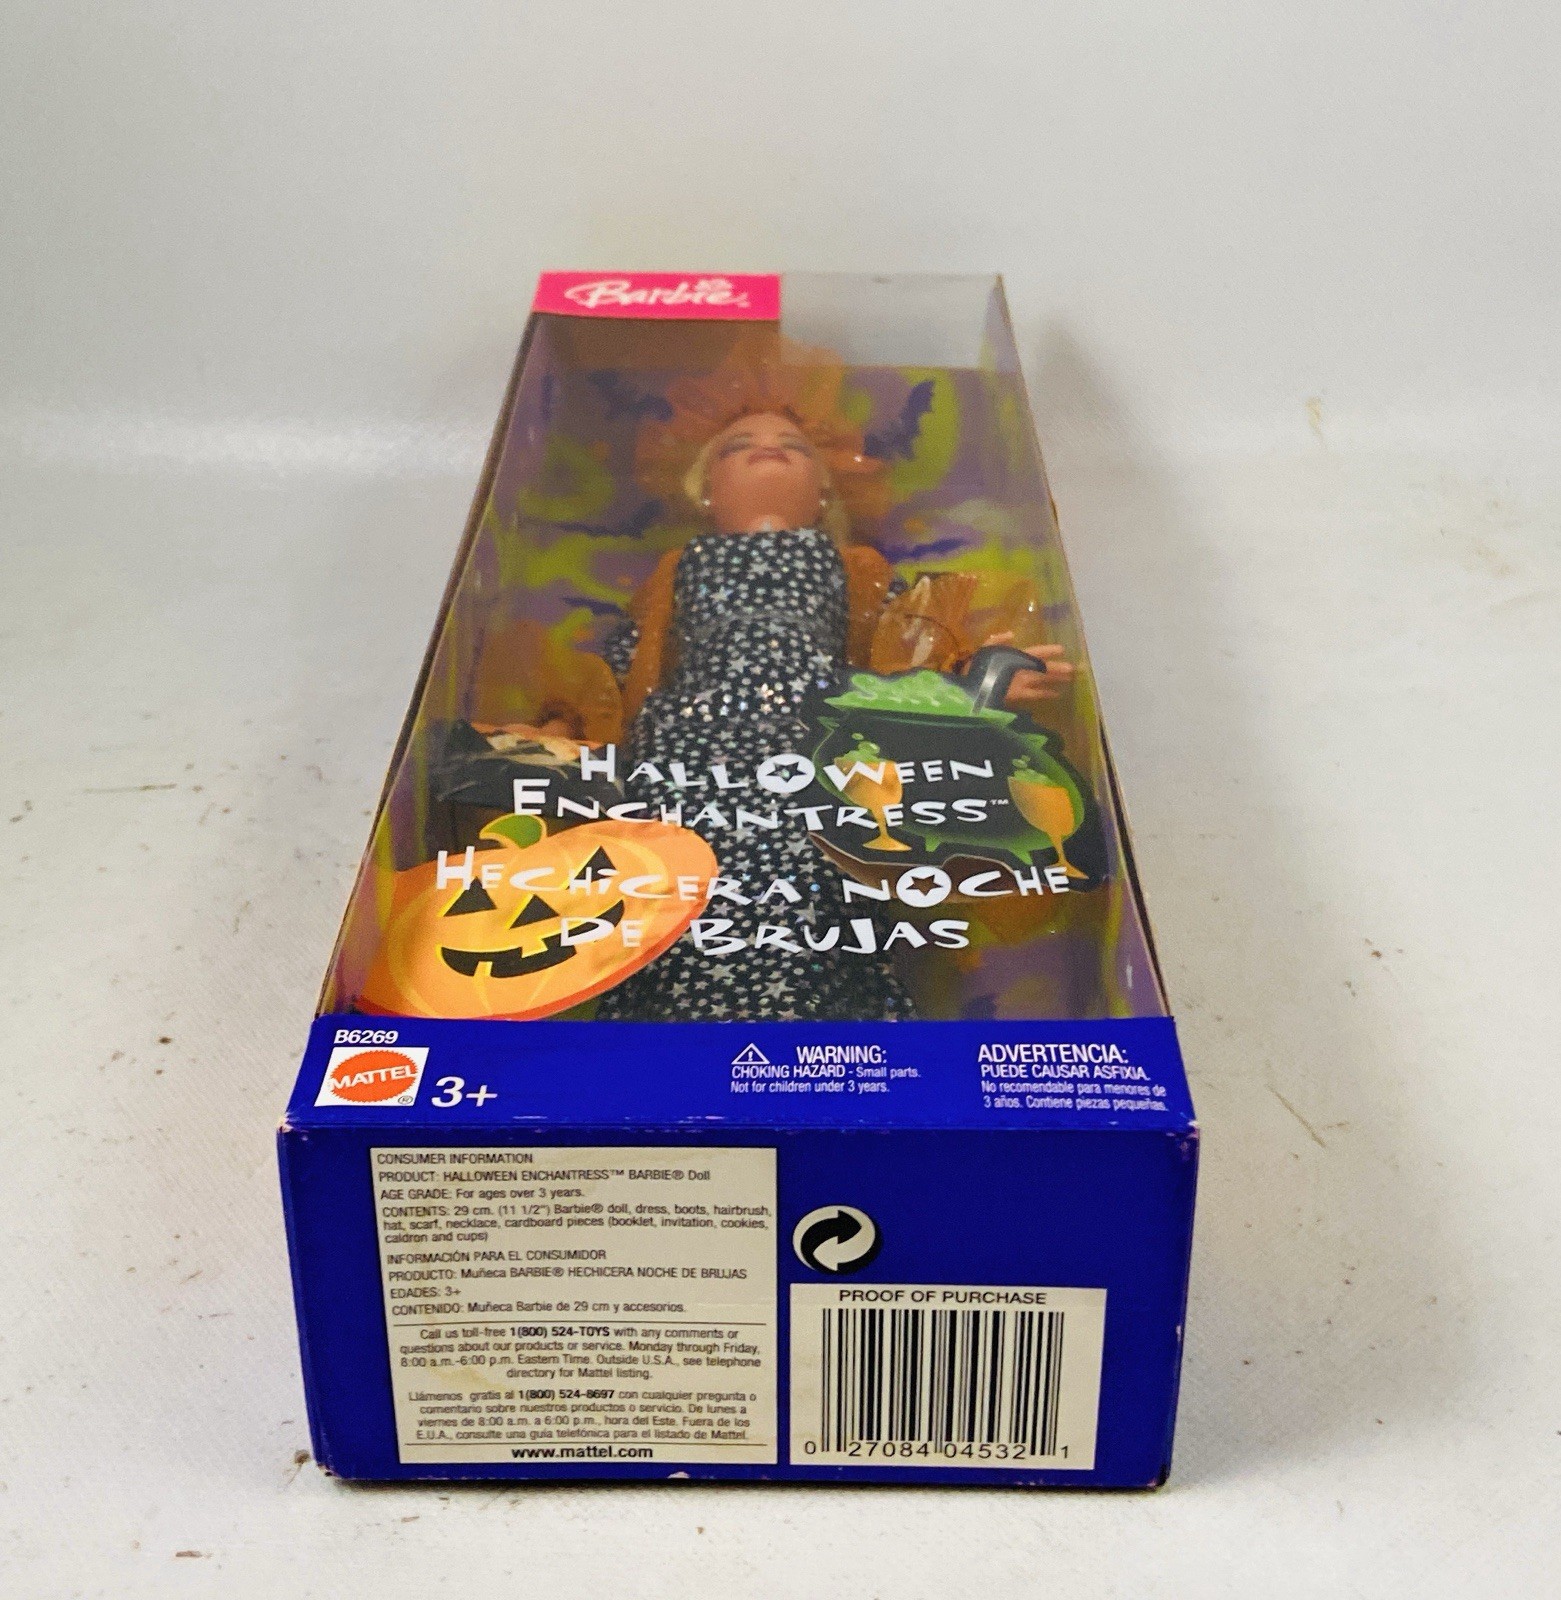 Barbie
HALLOWEEN
ENCHANTRESS™
HECHiCERA NOCHE
DE BRUJAS
B6269
MATTEL®
3+
WARNING:
CHOKING HAZARD - Small parts.
Not for children under 3 years.
ADVERTENCIA:
PUEDE CAUSAR ASFIXIA.
No recomendable para menores de
3 años. Contiene piezas pequeñas.
CONSUMER INFORMATION
PRODUCT: HALLOWEEN ENCHANTRESS™ BARBIE® Doll
AGE GRADE: For ages over 3 years.
CONTENTS: 29 cm. (11 1/2") Barbie® doll, dress, boots, hairbrush,
hat, scarf, necklace, cardboard pieces (booklet, invitation, cookies,
caldron and cups)
INFORMACIÓN PARA EL CONSUMIDOR
PRODUCTO: Muñeca BARBIE® HECHICERA NOCHE DE BRUJAS
EDADES: 3+
CONTENIDO: Muñeca Barbie de 29 cm y accesorios.
Call us toll-free 1(800) 524-TOYS with any comments or
questions about our products or service. Monday through Friday,
8:00 a.m.-6:00 p.m. Eastern Time. Outside U.S.A., see telephone
directory for Mattel listing.
Llámenos gratis al 1(800) 524-8697 con cualquier pregunta o
comentario sobre nuestros productos o servicio. De lunes a
viernes de 8:00 a.m. a 6:00 p.m., hora del Este. Fuera de los
E.U.A., consulte una guía telefónica para el listado de Mattel.
www.mattel.com
PROOF OF PURCHASE
0 27084 04532 1